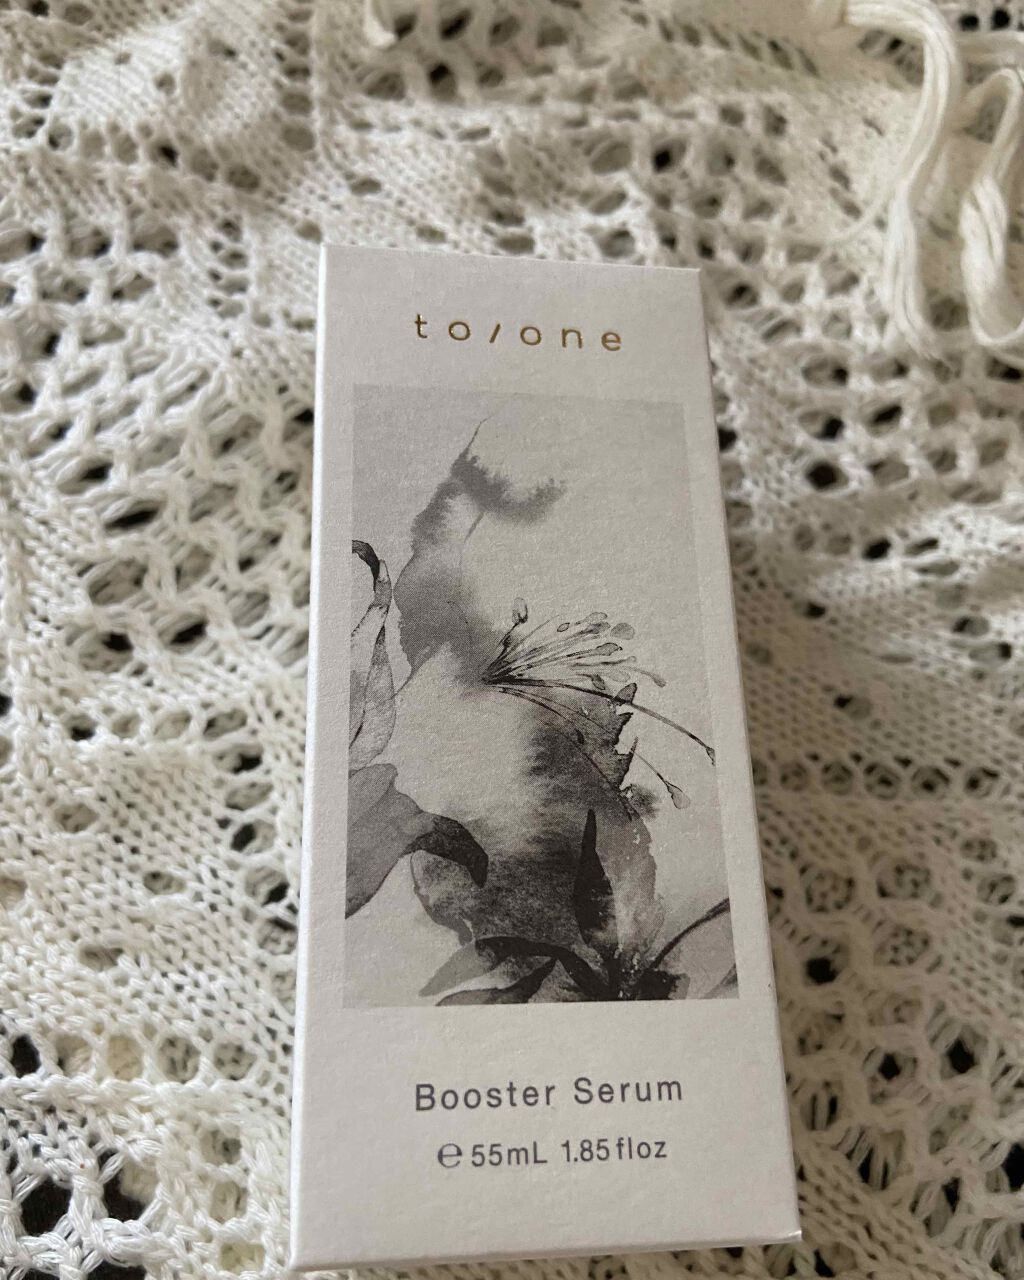 to/one
Booster Serum
℮ 55mL 1.85floz